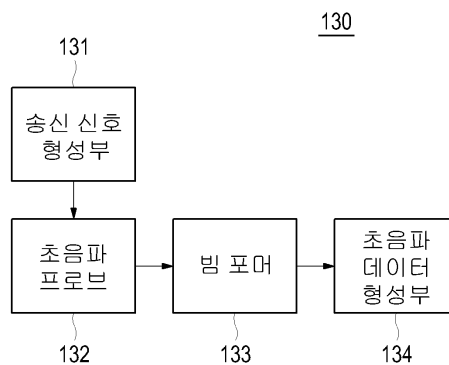 130
131
송신 신호
형성부
초음파
프로브
빔 포머
초음파
데이터
형성부
132
133
134